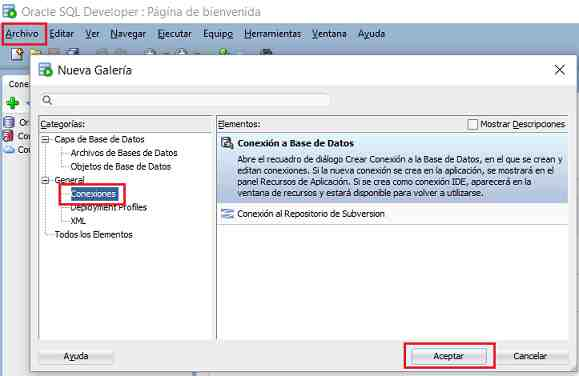 Oracle SQL Developer : Página de bienvenida
Archivo Editar Ver Navegar Ejecutar Equipo Herramientas Ventana Ayuda
Nueva Galería
Categorías:
Capa de Base de Datos
Archivos de Bases de Datos
Objetos de Base de Datos
General
Conexiones
Deployment Profiles
XML
Todos los Elementos
Elementos:
Mostrar Descripciones
Conexión a Base de Datos
Abre el recuadro de diálogo Crear Conexión a la Base de Datos, en el que se crean y
editan conexiones. Si la nueva conexión se crea en la aplicación, se mostrará en el
panel Recursos de Aplicación. Si se crea como conexión IDE, aparecerá en la
ventana de recursos y estará disponible para volver a utilizarse.
Conexión al Repositorio de Subversion
Ayuda
Aceptar
Cancelar